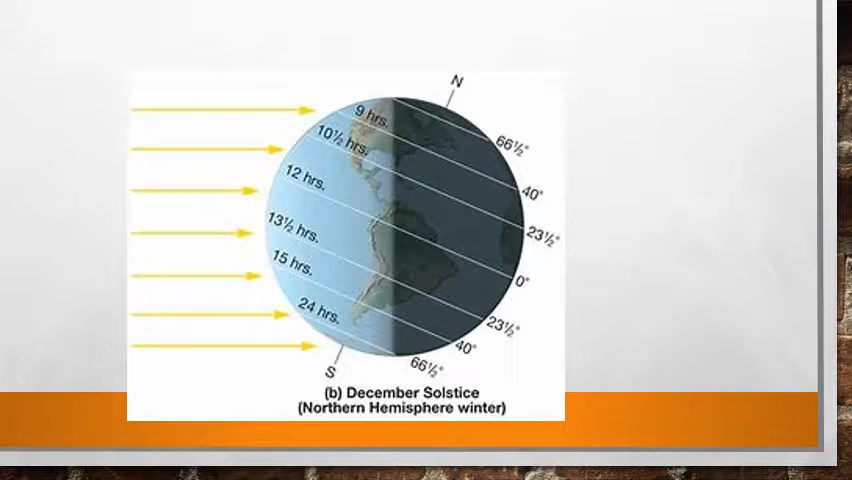 N
9 hrs.
10½ hrs.
12 hrs.
13½ hrs.
15 hrs.
24 hrs.
66½°
40°
23½°
0°
23½°
40°
66½°
S
(b) December Solstice
(Northern Hemisphere winter)